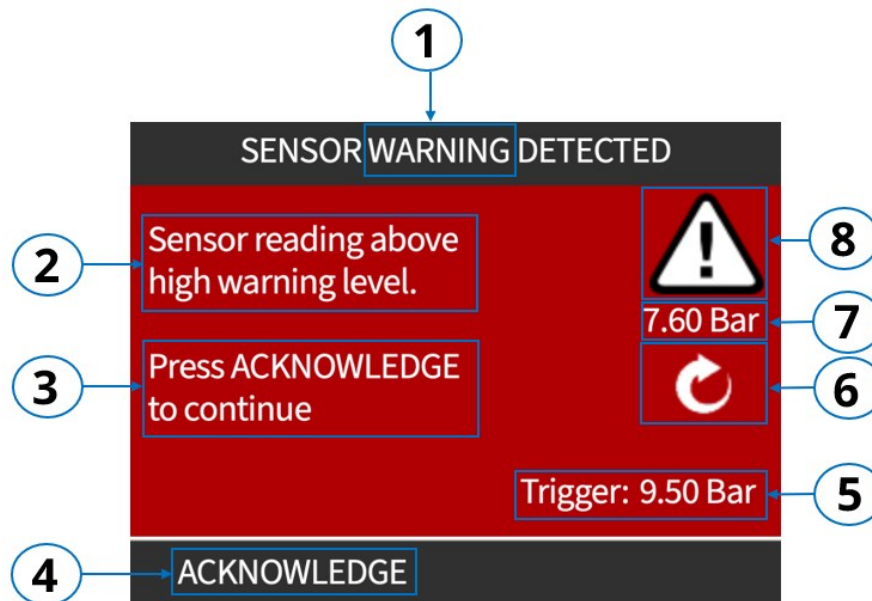 1
SENSOR WARNING DETECTED
2
Sensor reading above
high warning level.
8
7.60 Bar
7
3
Press ACKNOWLEDGE
to continue
6
Trigger: 9.50 Bar
5
4
ACKNOWLEDGE